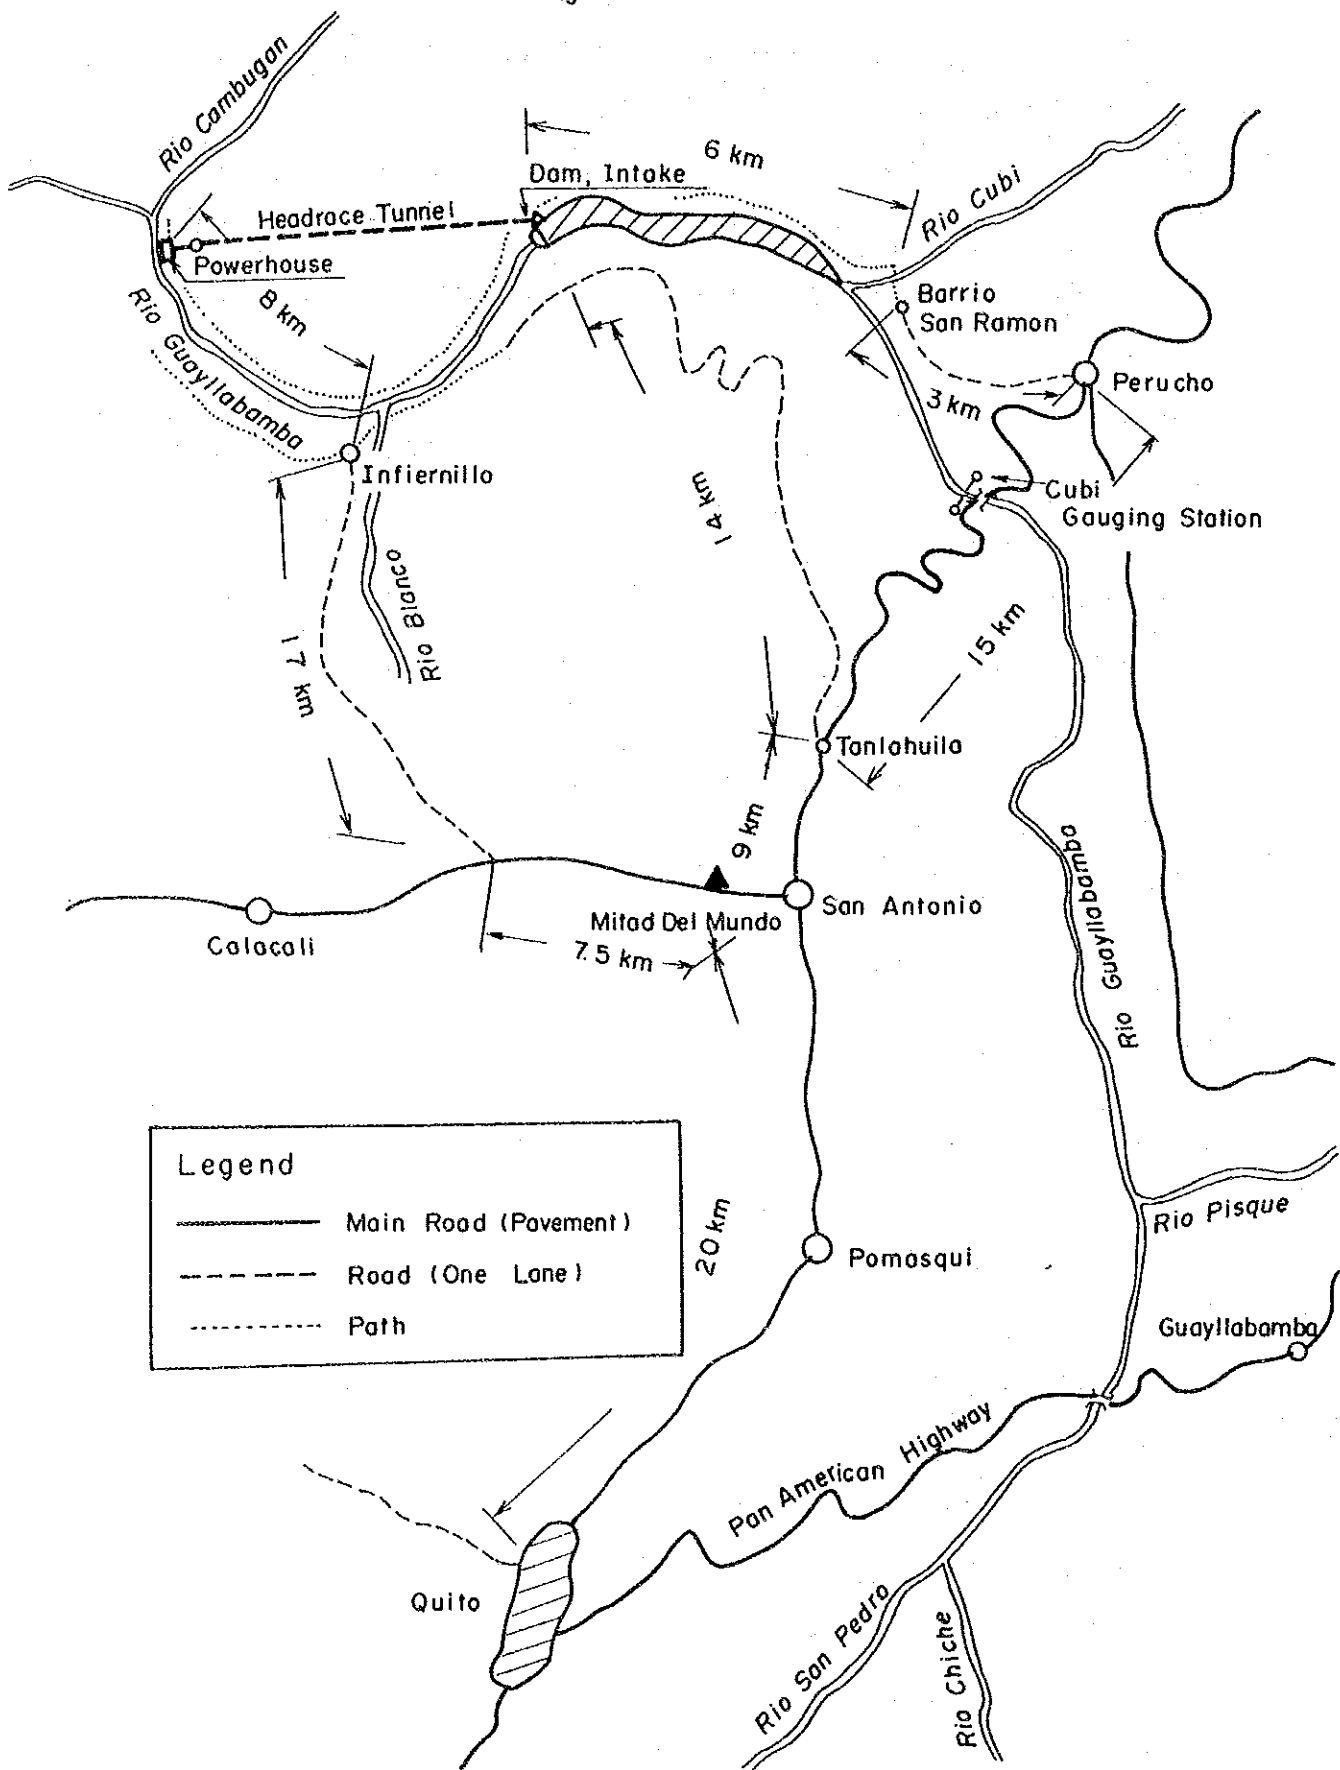 Rio Cambugan
6 km
Dam, Intake
Rio Cubi
Headrace Tunnel
Powerhouse
8 km
Rio Guayllabamba
Barrio
San Ramon
Perucho
3 km
Infiernillo
14 km
Cubi
Gauging Station
Rio Blanco
17 km
15 km
Tanlahuila
9 km
Rio Guayllabamba
San Antonio
Mitad Del Mundo
Calacali
7.5 km
Legend
Main Road (Pavement)
Road (One Lane)
Path
20 km
Rio Pisque
Pomasqui
Guayllabamba
Pan American Highway
Quito
Rio San Pedro
Rio Chiche